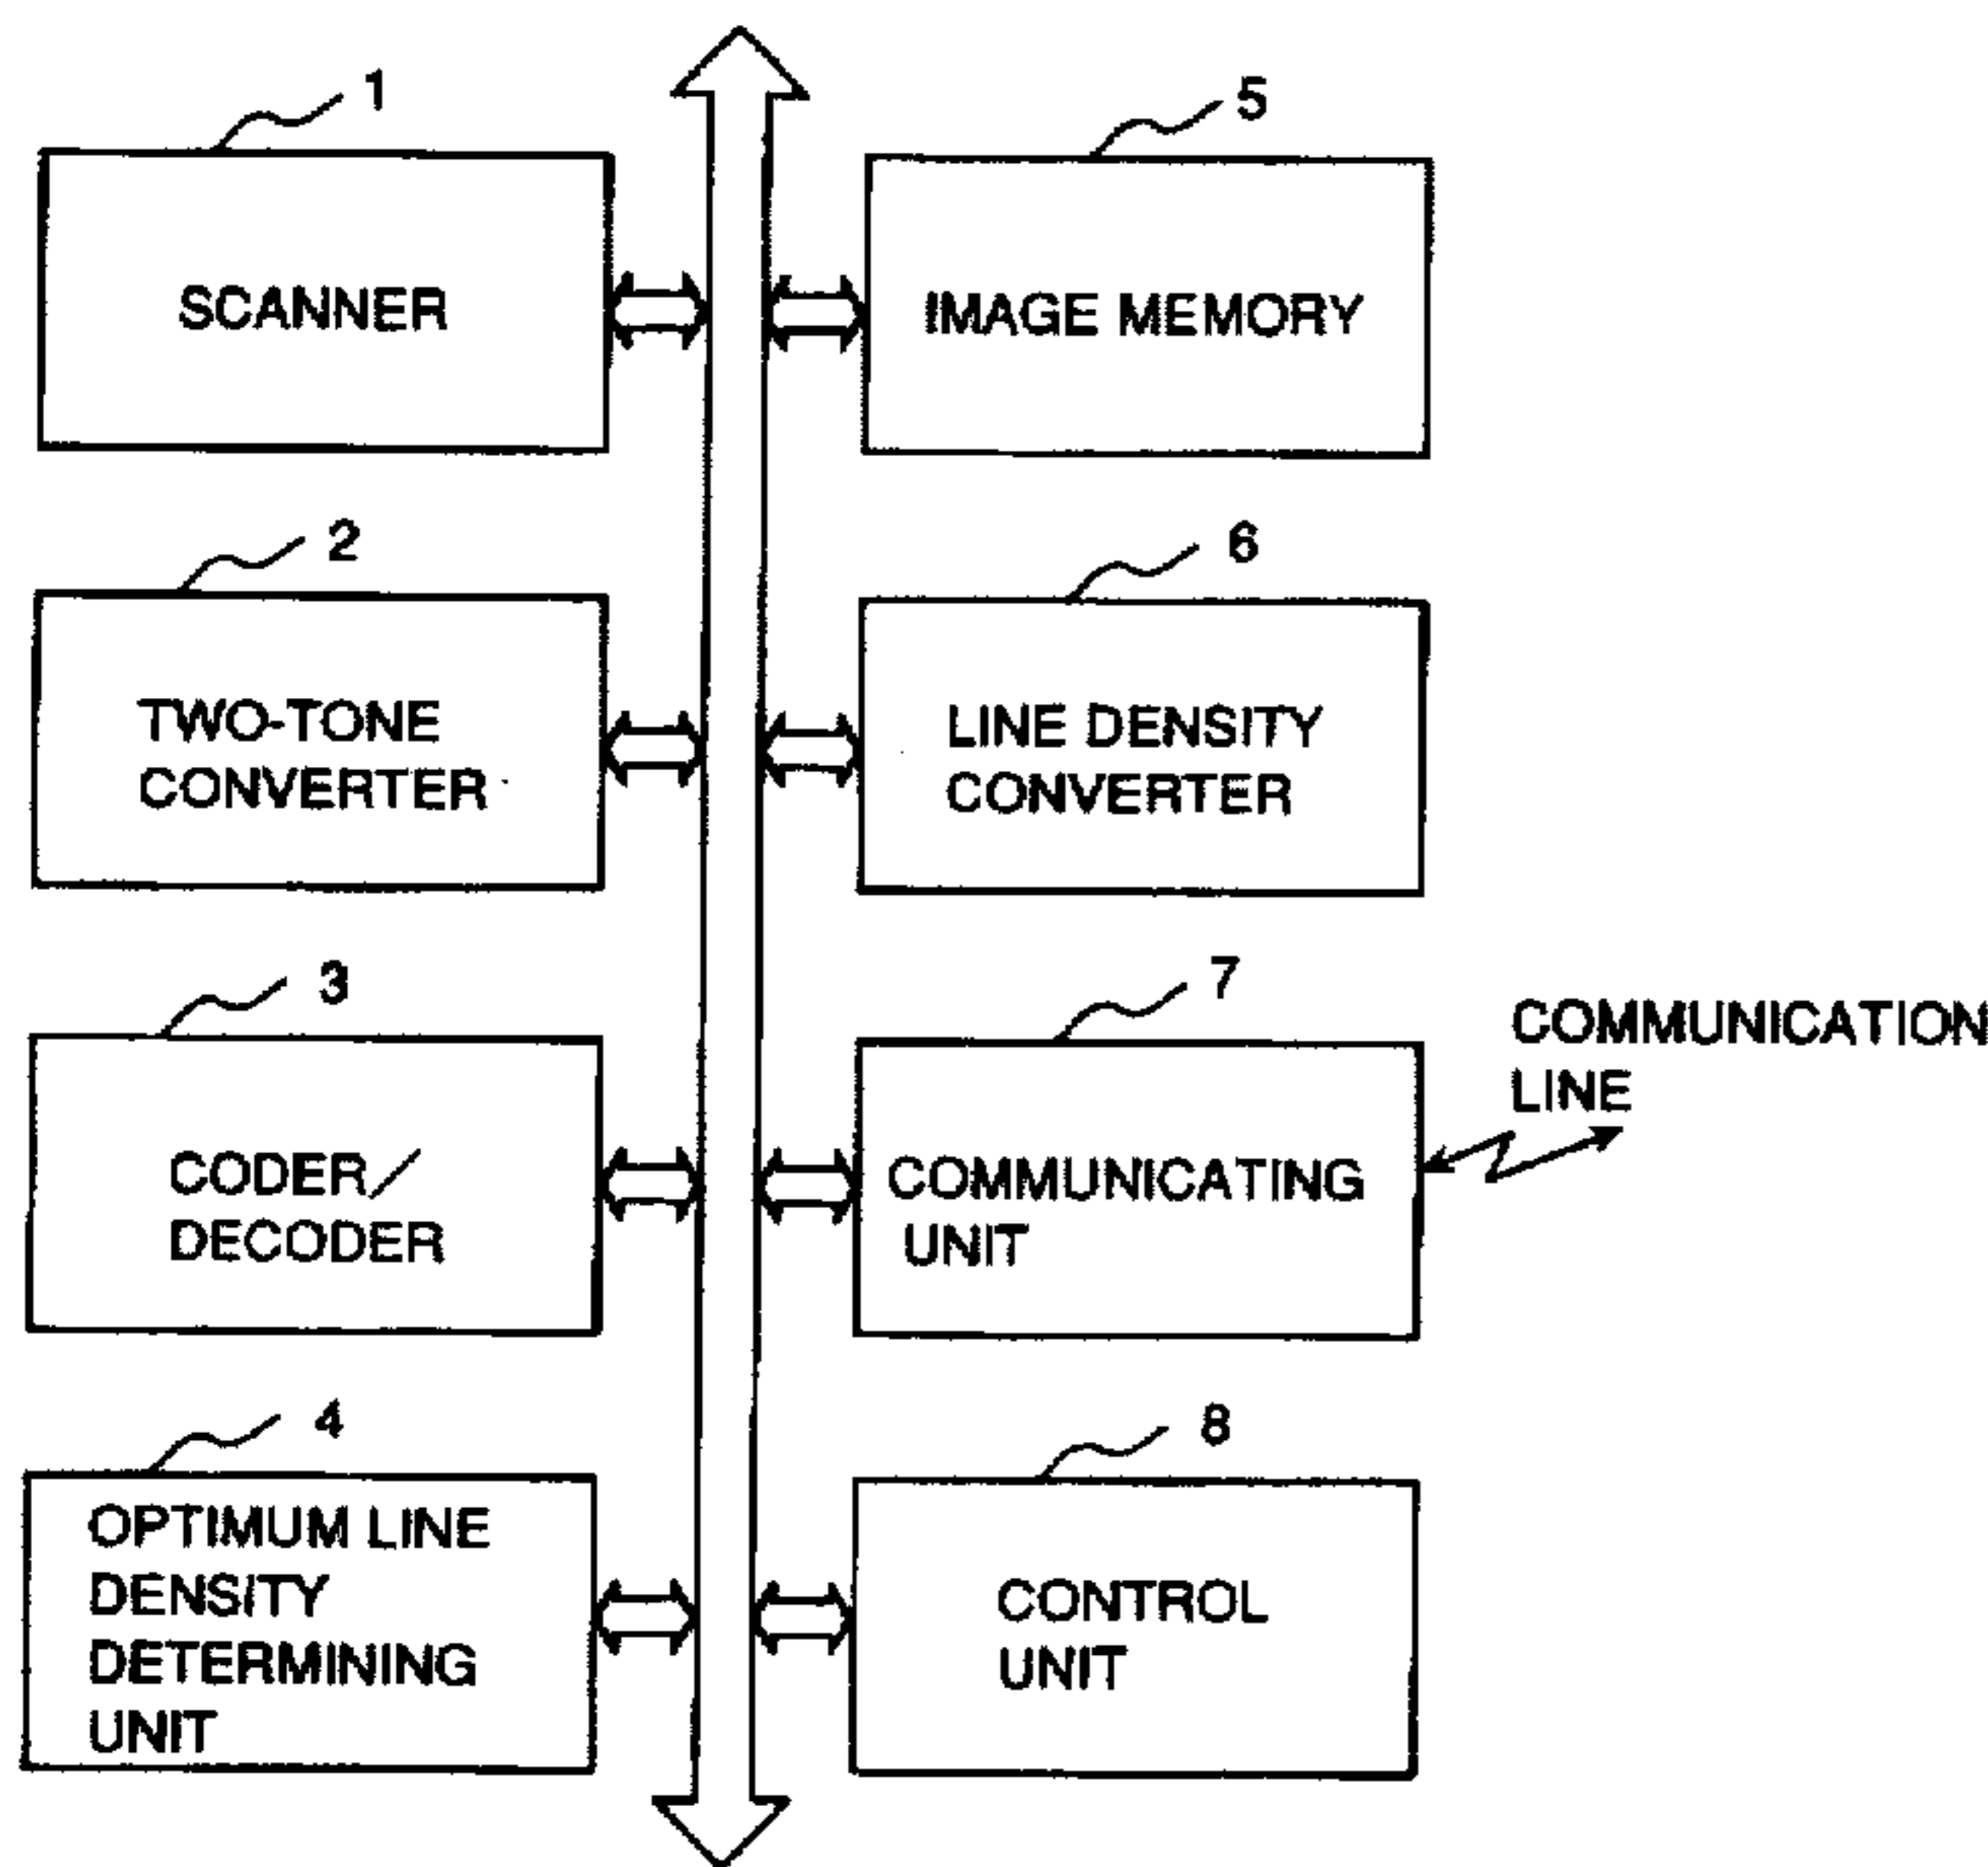 1
SCANNER
5
IMAGE MEMORY
2
TWO-TONE
CONVERTER
6
LINE DENSITY
CONVERTER
3
CODER/
DECODER
7
COMMUNICATING
UNIT
COMMUNICATION
LINE
4
OPTIMUM LINE
DENSITY
DETERMINING
UNIT
8
CONTROL
UNIT